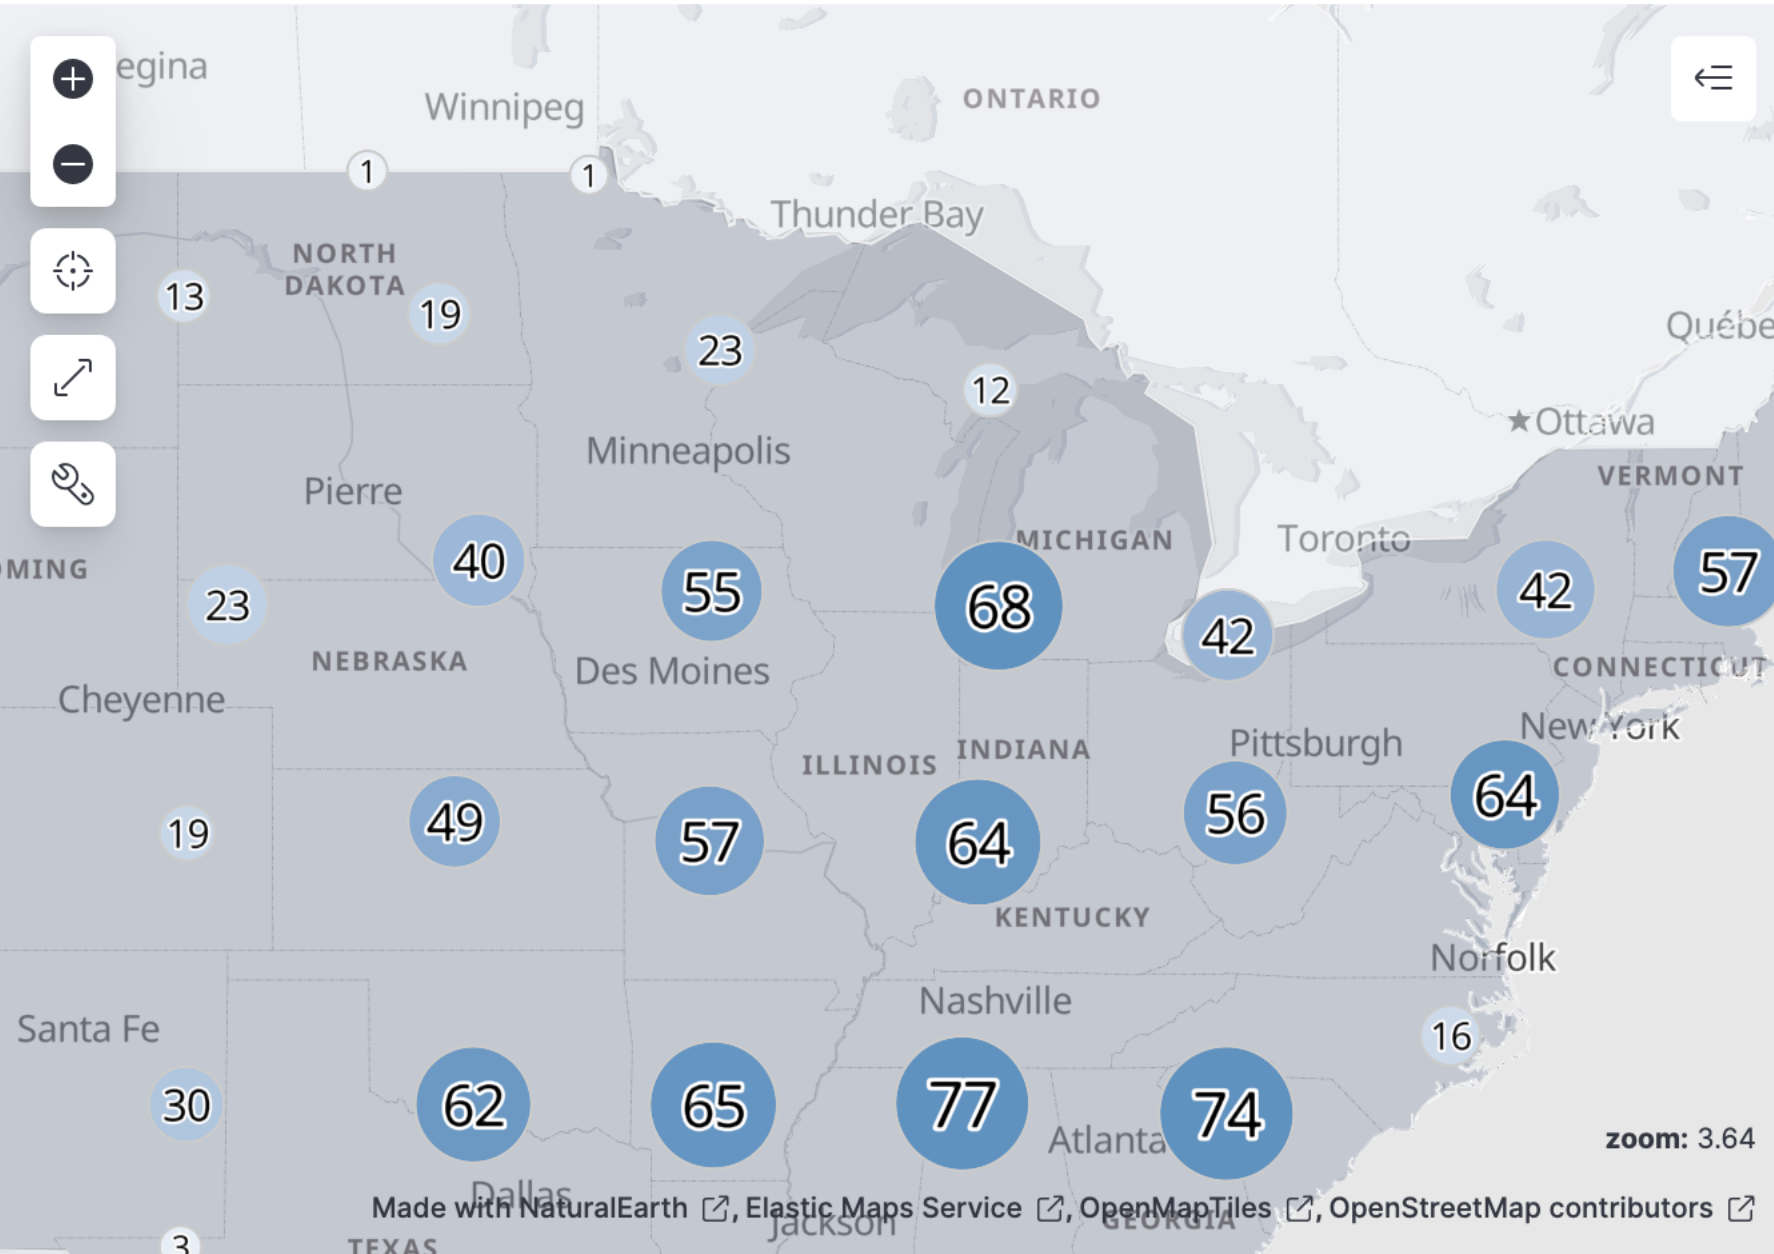 egina
Winnipeg
ONTARIO
1
1
Thunder Bay
NORTH
DAKOTA
13
19
23
12
Québe
Ottawa
Minneapolis
VERMONT
Pierre
MICHIGAN
Toronto
OMING
40
55
68
42
42
57
23
NEBRASKA
Des Moines
CONNECTICUT
Cheyenne
New York
Pittsburgh
ILLINOIS
INDIANA
64
19
49
57
64
56
KENTUCKY
Norfolk
Nashville
Santa Fe
16
30
62
65
77
74
Atlanta
zoom: 3.64
Dallas
Made with NaturalEarth , Elastic Maps Service , OpenMapTiles , OpenStreetMap contributors
Jackson
GEORGIA
3
TEXAS